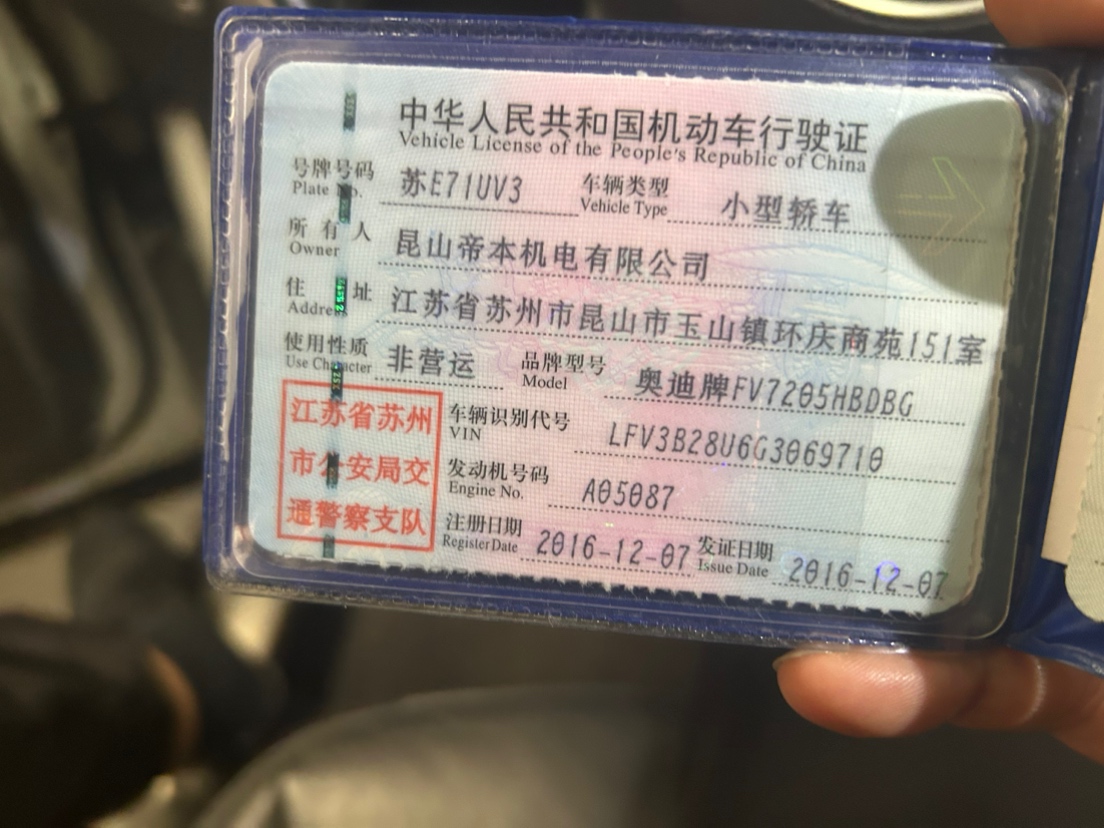 中华人民共和国机动车行驶证
Vehicle License of the People's Republic of China
号牌号码 苏E71UV3 车辆类型 小型轿车
Plate No. Vehicle Type
所有人 昆山帝本机电有限公司
Owner
住址 江苏省苏州市昆山市玉山镇环庆商苑151室
Address
使用性质 非营运 品牌型号 奥迪牌FV7205HBDBG
Use Character Model
江苏省苏州
市公安局交
通警察支队
车辆识别代号 LFV3B28U6G3069710
VIN
发动机号码 A05087
Engine No.
注册日期 2016-12-07 发证日期 2016-12-07
Register Date Issue Date